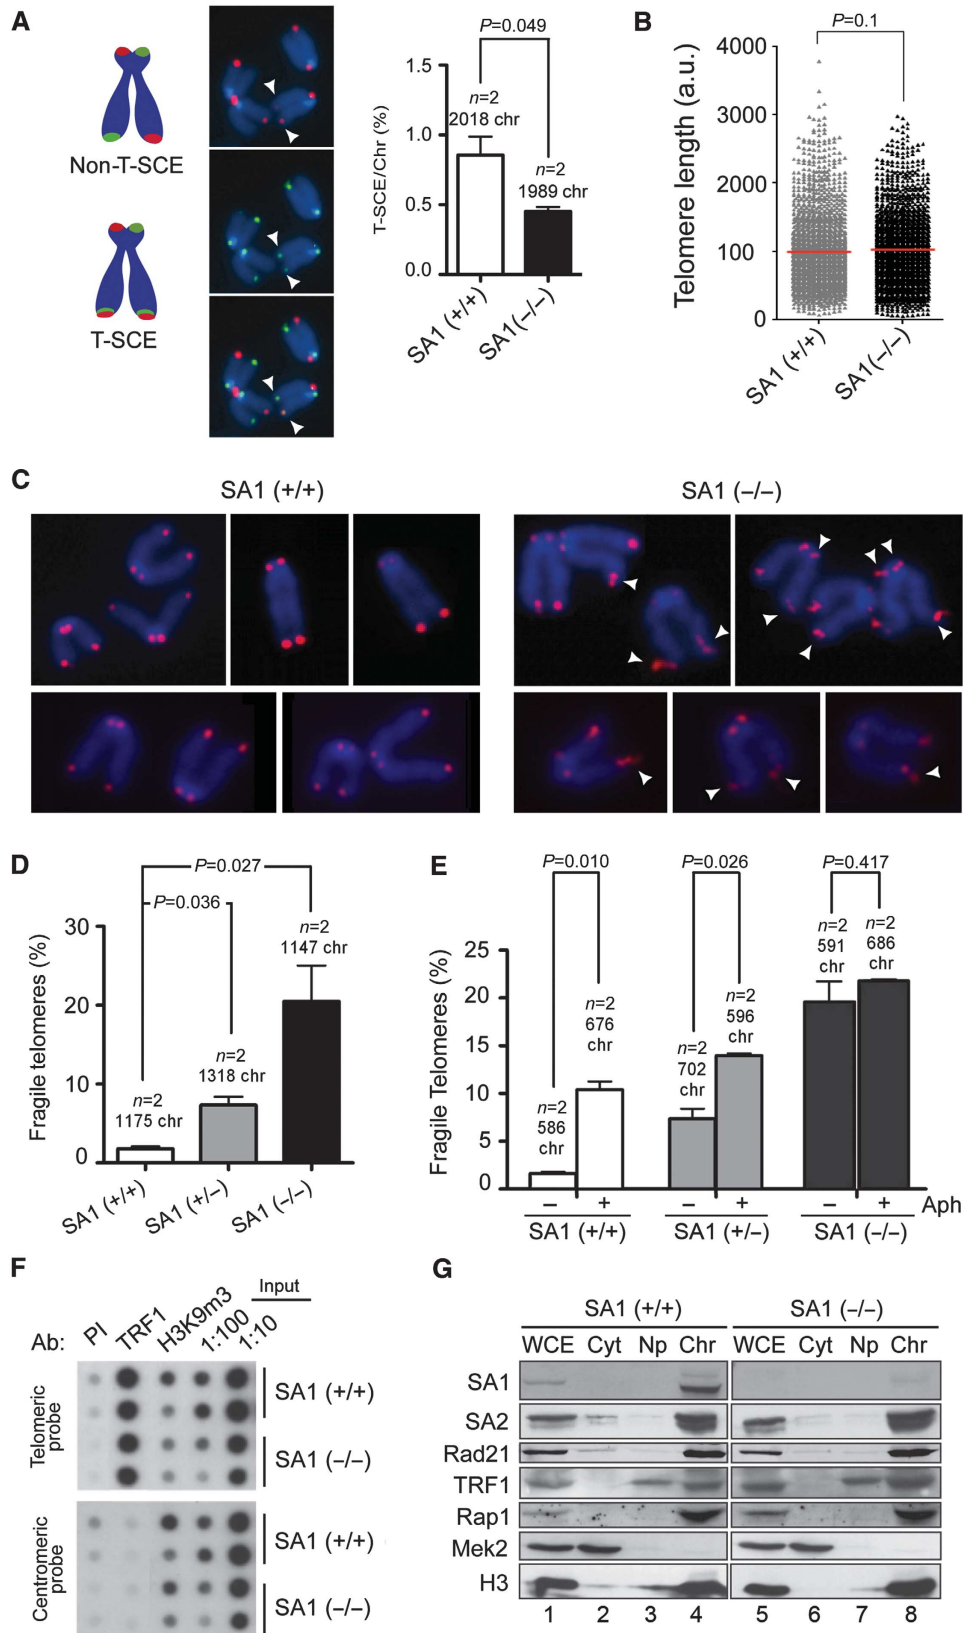 A
Non-T-SCE
T-SCE
P=0.049
T-SCE/Chr (%)
1.5
1.0
0.5
0.0
n=2
2018 chr
n=2
1989 chr
SA1 (+/+)
SA1(–/–)
B
P=0.1
Telomere length (a.u.)
4000
3000
2000
100
0
SA1 (+/+)
SA1(–/–)
C
SA1 (+/+)
SA1 (–/–)
D
P=0.027
P=0.036
Fragile telomeres (%)
30
20
10
0
n=2
1175 chr
n=2
1318 chr
n=2
1147 chr
SA1 (+/+)
SA1 (+/–)
SA1 (–/–)
E
P=0.010
P=0.026
P=0.417
Fragile Telomeres (%)
25
20
15
10
5
0
n=2
586
chr
n=2
676
chr
n=2
702
chr
n=2
596
chr
n=2
591
chr
n=2
686
chr
– + – + – + Aph
SA1 (+/+)
SA1 (+/–)
SA1 (–/–)
F
Input
Ab: PI TRF1 H3K9m3 1:100 1:10
Telomeric
probe
SA1 (+/+)
SA1 (–/–)
Centromeric
probe
SA1 (+/+)
SA1 (–/–)
G
SA1 (+/+) SA1 (–/–)
WCE Cyt Np Chr WCE Cyt Np Chr
SA1
SA2
Rad21
TRF1
Rap1
Mek2
H3
1 2 3 4 5 6 7 8